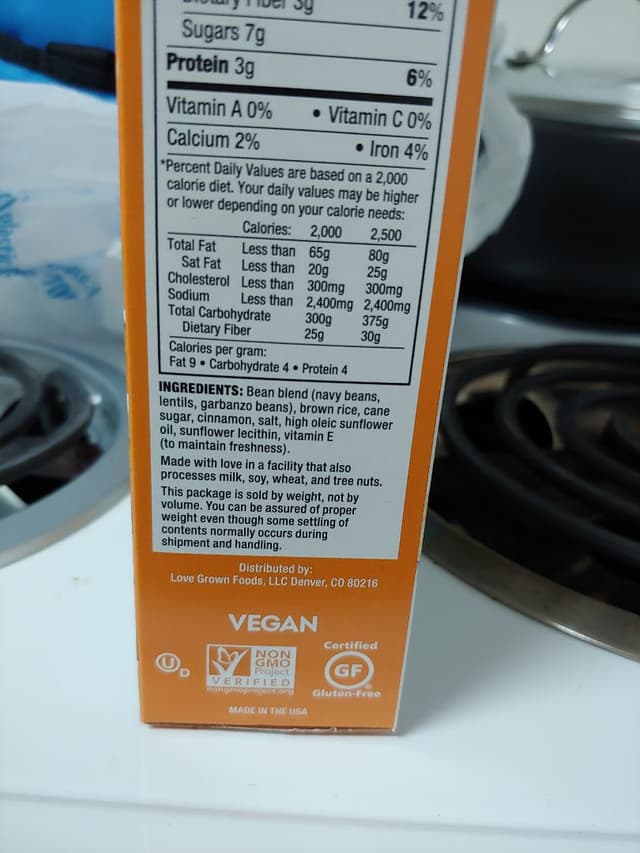 Dietary Fiber 3g 12%
Sugars 7g
Protein 3g 6%
Vitamin A 0% • Vitamin C 0%
Calcium 2% • Iron 4%
*Percent Daily Values are based on a 2,000
calorie diet. Your daily values may be higher
or lower depending on your calorie needs:
Calories: 2,000 2,500
Total Fat Less than 65g 80g
Sat Fat Less than 20g 25g
Cholesterol Less than 300mg 300mg
Sodium Less than 2,400mg 2,400mg
Total Carbohydrate 300g 375g
Dietary Fiber 25g 30g
Calories per gram:
Fat 9 • Carbohydrate 4 • Protein 4
INGREDIENTS: Bean blend (navy beans,
lentils, garbanzo beans), brown rice, cane
sugar, cinnamon, salt, high oleic sunflower
oil, sunflower lecithin, vitamin E
(to maintain freshness).
Made with love in a facility that also
processes milk, soy, wheat, and tree nuts.
This package is sold by weight, not by
volume. You can be assured of proper
weight even though some settling of
contents normally occurs during
shipment and handling.
Distributed by:
Love Grown Foods, LLC Denver, CO 80216
VEGAN
U D
NON
GMO
Project
VERIFIED
nongmoproject.org
Certified
GF
®
Gluten-Free
MADE IN THE USA